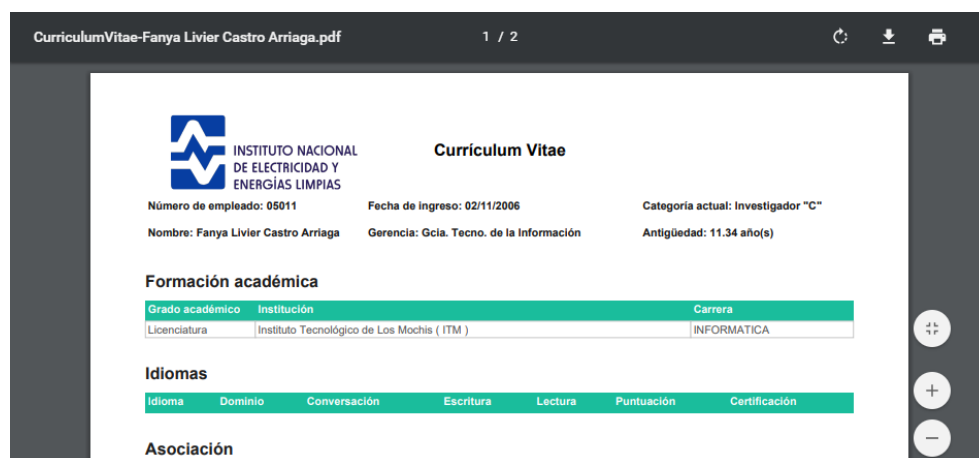 CurriculumVitae-Fanya Livier Castro Arriaga.pdf 1 / 2
INSTITUTO NACIONAL
DE ELECTRICIDAD Y
ENERGÍAS LIMPIAS
Currículum Vitae
Número de empleado: 05011 Fecha de ingreso: 02/11/2006 Categoría actual: Investigador "C"
Nombre: Fanya Livier Castro Arriaga Gerencia: Gcia. Tecno. de la Información Antigüedad: 11.34 año(s)
Formación académica
Grado académico Institución Carrera
Licenciatura Instituto Tecnológico de Los Mochis ( ITM ) INFORMATICA
Idiomas
Idioma Dominio Conversación Escritura Lectura Puntuación Certificación
Asociación